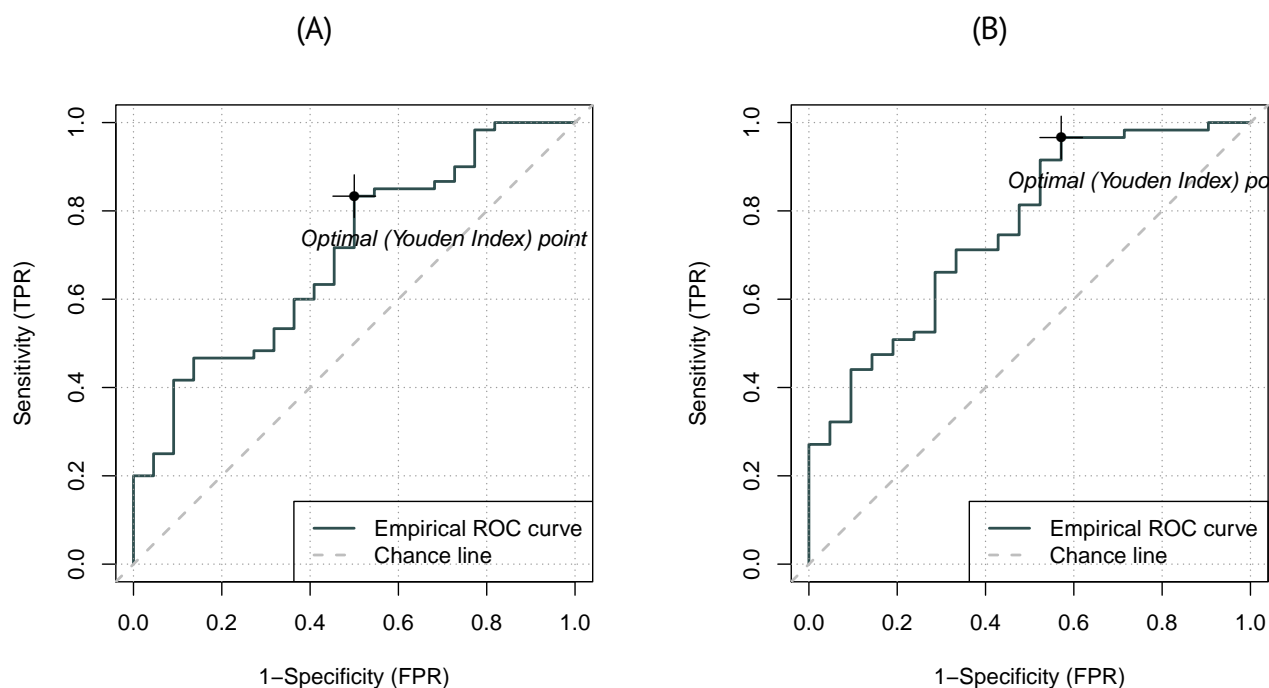 (A)
Sensitivity (TPR)
1.0
0.8
0.6
0.4
0.2
0.0
Optimal (Youden Index) point
Empirical ROC curve
Chance line
0.0 0.2 0.4 0.6 0.8 1.0
1−Specificity (FPR)
(B)
Sensitivity (TPR)
1.0
0.8
0.6
0.4
0.2
0.0
Optimal (Youden Index) po
Empirical ROC curve
Chance line
0.0 0.2 0.4 0.6 0.8 1.0
1−Specificity (FPR)